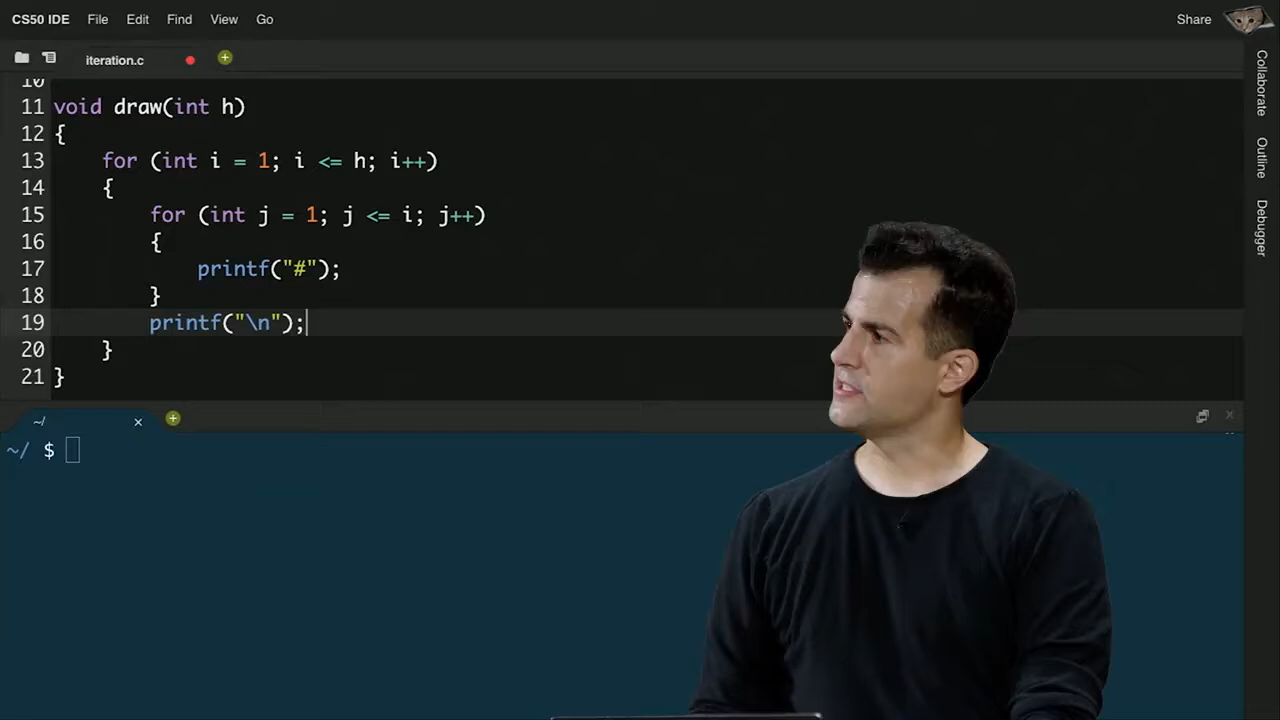 CS50 IDE File Edit Find View Go Share
iteration.c
Collaborate
Outline
Debugger
10
11 void draw(int h)
12 {
13     for (int i = 1; i <= h; i++)
14     {
15         for (int j = 1; j <= i; j++)
16         {
17             printf("#");
18         }
19         printf("\n");
20     }
21 }
~/
~/ $